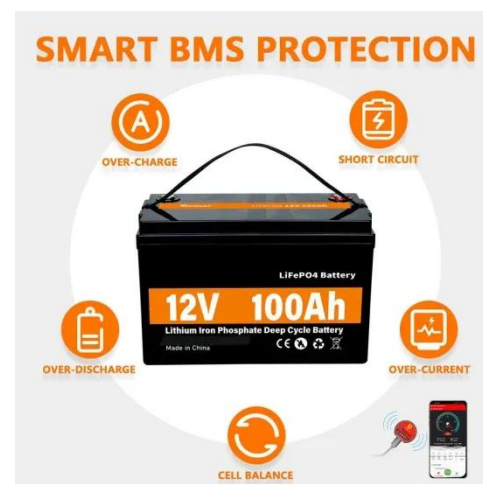 SMART BMS PROTECTION
A
OVER-CHARGE
SHORT CIRCUIT
LiFePO4 Battery
12V 100Ah
Lithium Iron Phosphate Deep Cycle Battery
Made in China
CE
OVER-DISCHARGE
OVER-CURRENT
CELL BALANCE